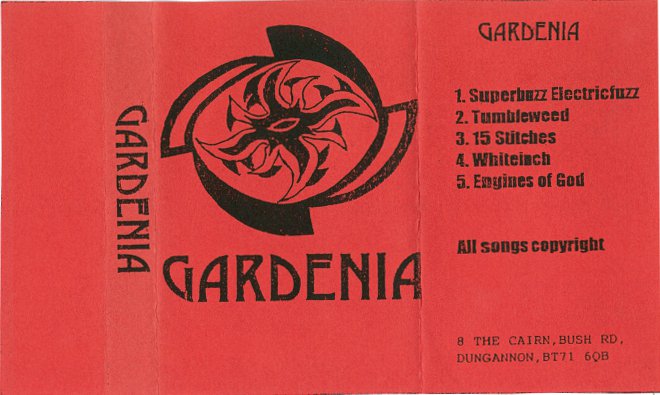 GARDENIA
GARDENIA
GARDENIA
1. Superbuzz Electricfuzz
2. Tumbleweed
3. 15 Stitches
4. Whiteinch
5. Engines of God
All songs copyright
8 THE CAIRN,BUSH RD,
DUNGANNON,BT71 6QB